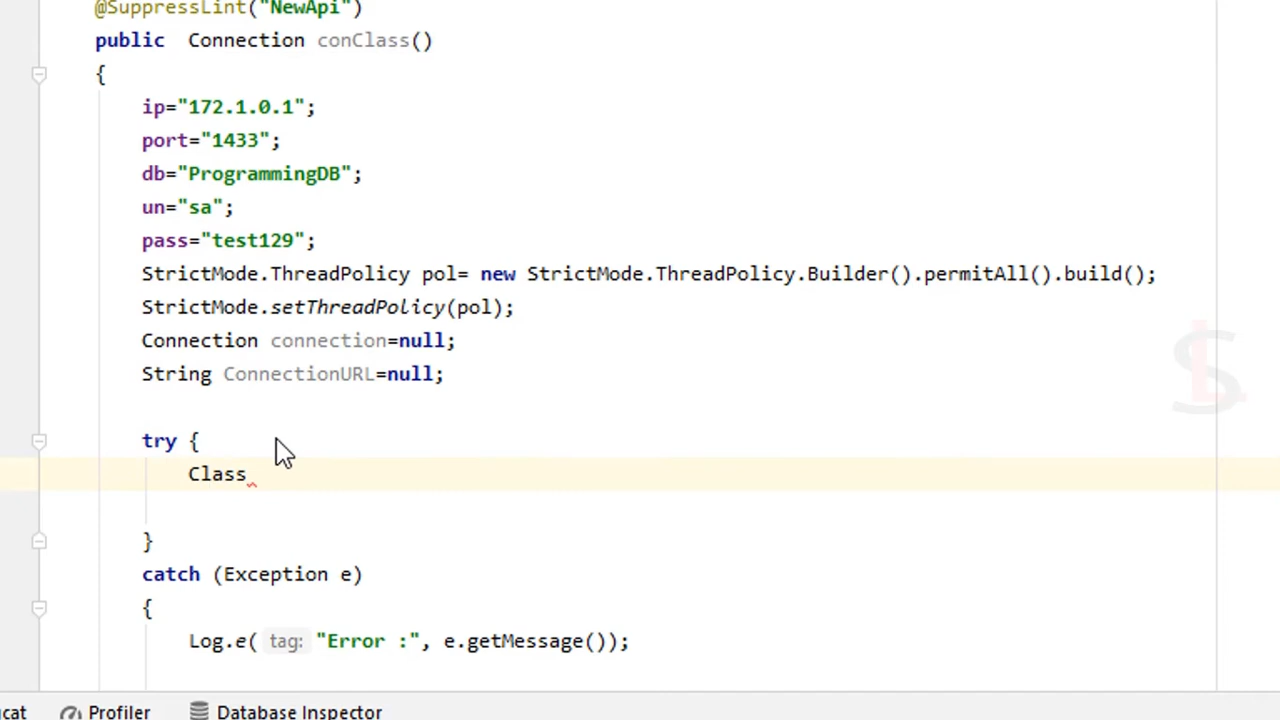 @SuppressLint("NewApi")
public  Connection conClass()
{
ip="172.1.0.1";
port="1433";
db="ProgrammingDB";
un="sa";
pass="test129";
StrictMode.ThreadPolicy pol= new StrictMode.ThreadPolicy.Builder().permitAll().build();
StrictMode.setThreadPolicy(pol);
Connection connection=null;
String ConnectionURL=null;
try {
Class
}
catch (Exception e)
{
Log.e( tag: "Error :", e.getMessage());
Profiler Database Inspector